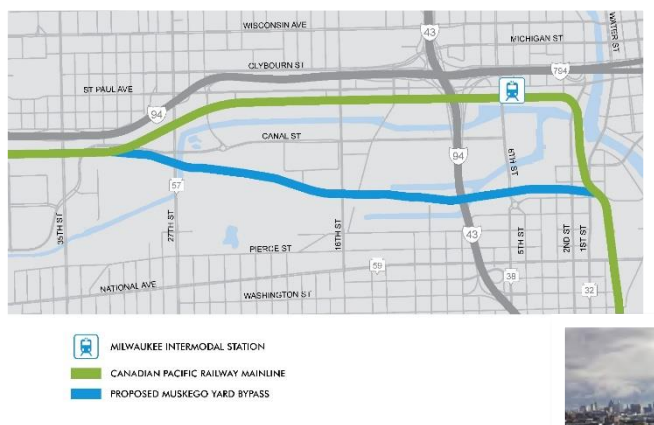 WISCONSIN AVE
43
MICHIGAN ST
WATER ST
CLYBOURN ST
794
ST PAUL AVE
94
CANAL ST
6TH ST
94
57
35TH ST
27TH ST
16TH ST
43
5TH ST
2ND ST
1ST ST
PIERCE ST
59
38
NATIONAL AVE
WASHINGTON ST
32
MILWAUKEE INTERMODAL STATION
CANADIAN PACIFIC RAILWAY MAINLINE
PROPOSED MUSKEGO YARD BYPASS